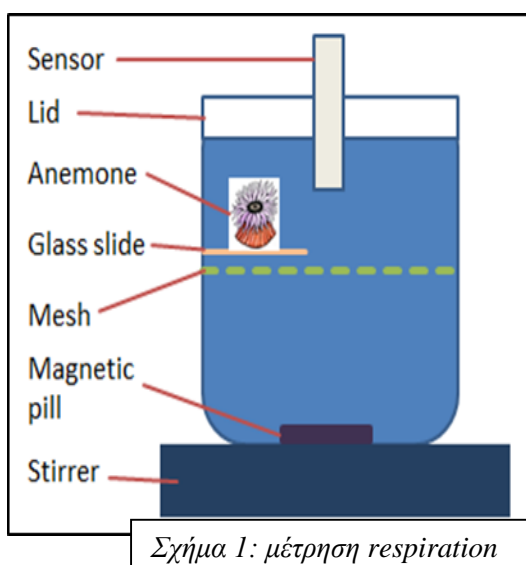 Sensor
Lid
Anemone
Glass slide
Mesh
Magnetic
pill
Stirrer
Σχήμα 1: μέτρηση respiration